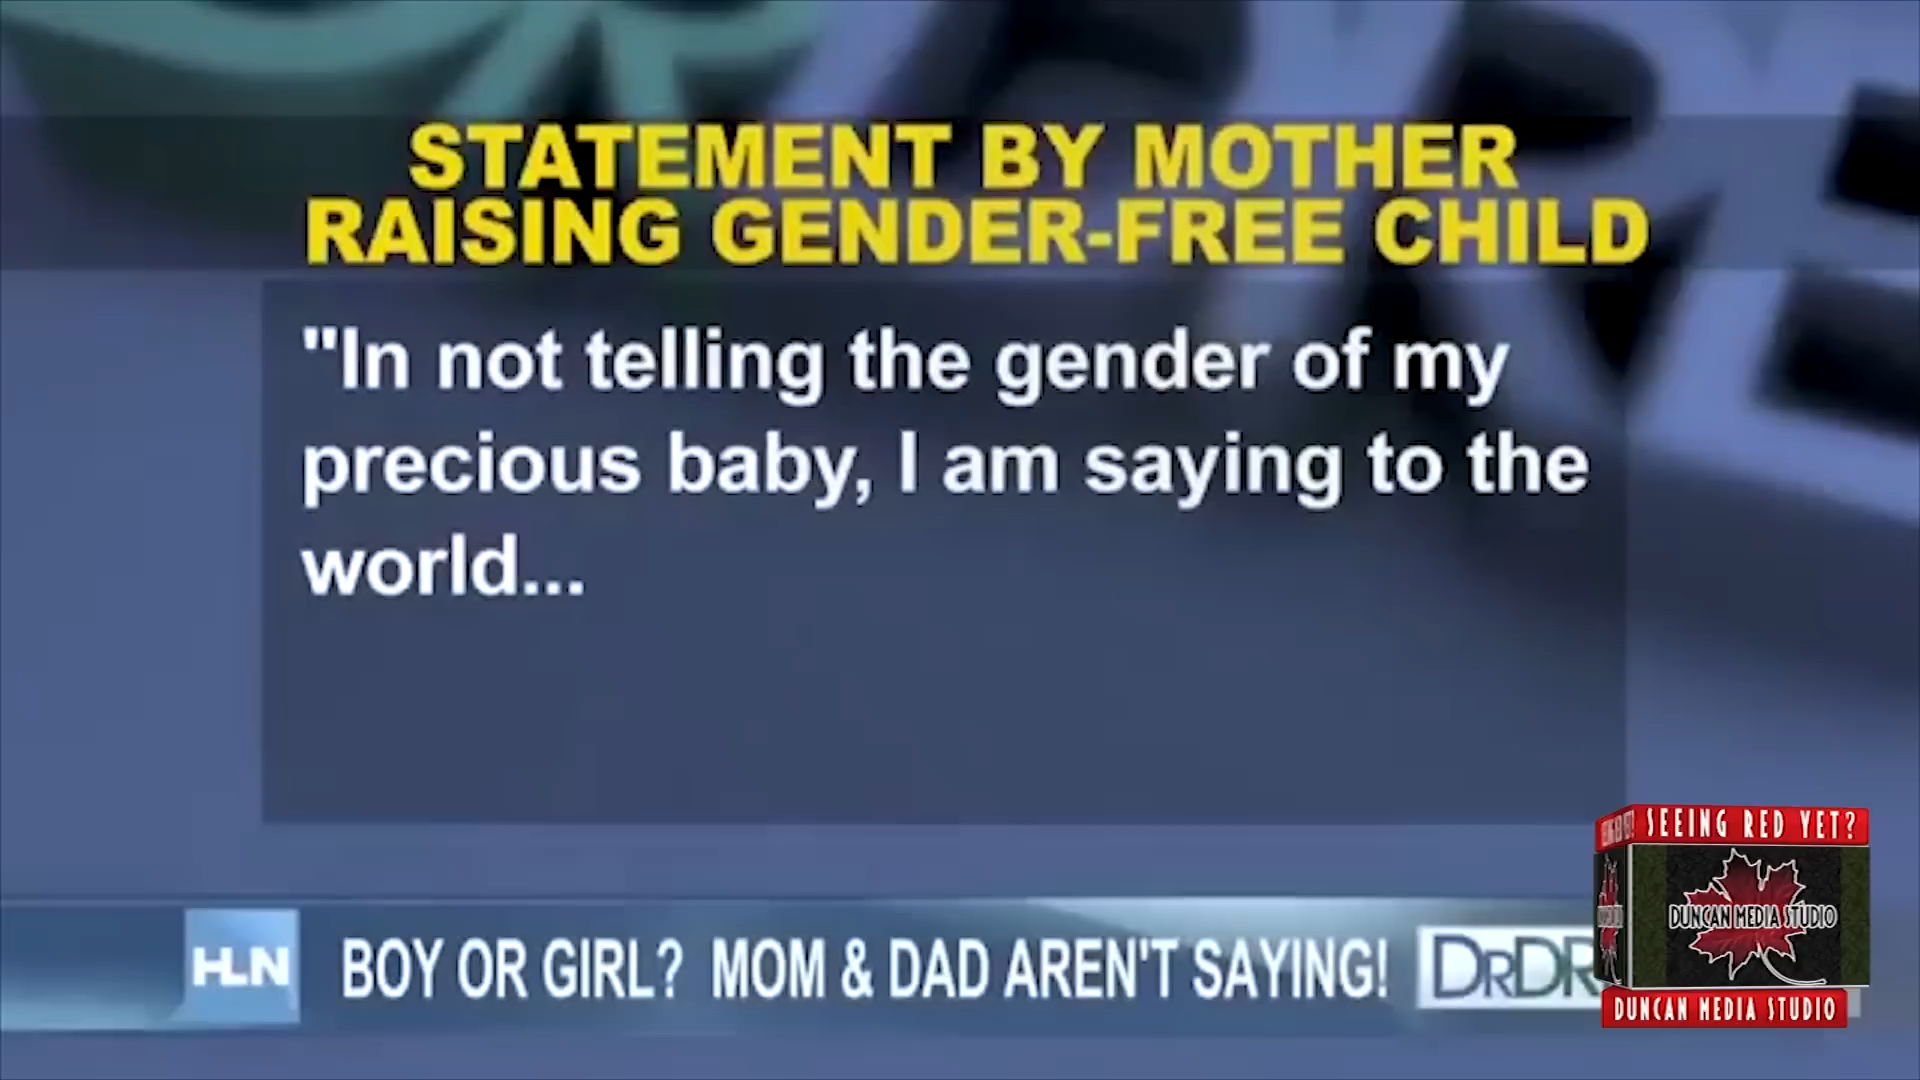 STATEMENT BY MOTHER
RAISING GENDER-FREE CHILD
"In not telling the gender of my
precious baby, I am saying to the
world...
HLN
BOY OR GIRL? MOM & DAD AREN'T SAYING!
DRDR
SEEING RED YET?
DUNCAN MEDIA STUDIO
DUNCAN MEDIA STUDIO